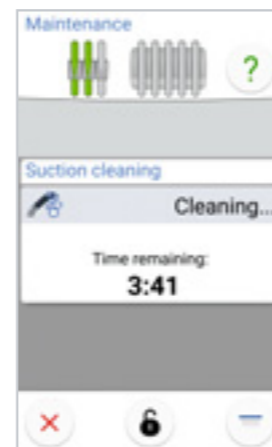 Maintenance
?
Suction cleaning
Cleaning...
Time remaining:
3:41